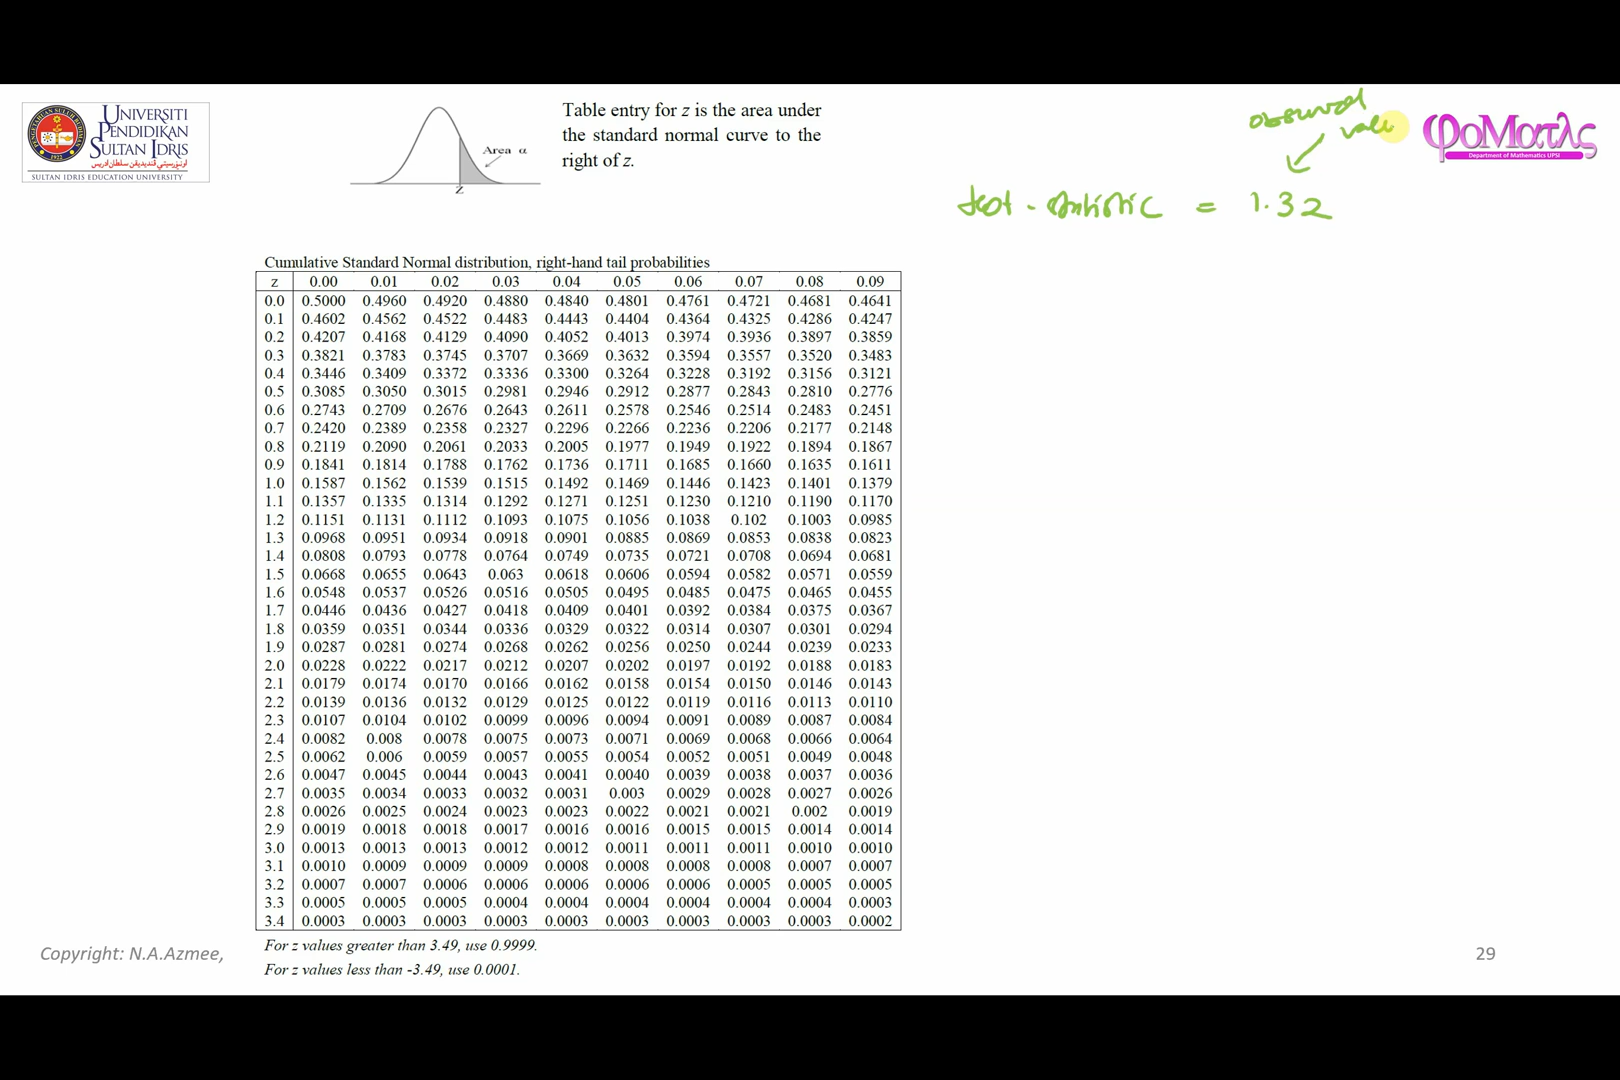 UNIVERSITI
PENDIDIKAN
SULTAN IDRIS
SULTAN IDRIS EDUCATION UNIVERSITY
Area α
z
Table entry for z is the area under
the standard normal curve to the
right of z.
observed
value
φοΜατλς
Department of Mathematics UPSI
test - statistic = 1.32
Cumulative Standard Normal distribution, right-hand tail probabilities
z 0.00 0.01 0.02 0.03 0.04 0.05 0.06 0.07 0.08 0.09
0.0 0.5000 0.4960 0.4920 0.4880 0.4840 0.4801 0.4761 0.4721 0.4681 0.4641
0.1 0.4602 0.4562 0.4522 0.4483 0.4443 0.4404 0.4364 0.4325 0.4286 0.4247
0.2 0.4207 0.4168 0.4129 0.4090 0.4052 0.4013 0.3974 0.3936 0.3897 0.3859
0.3 0.3821 0.3783 0.3745 0.3707 0.3669 0.3632 0.3594 0.3557 0.3520 0.3483
0.4 0.3446 0.3409 0.3372 0.3336 0.3300 0.3264 0.3228 0.3192 0.3156 0.3121
0.5 0.3085 0.3050 0.3015 0.2981 0.2946 0.2912 0.2877 0.2843 0.2810 0.2776
0.6 0.2743 0.2709 0.2676 0.2643 0.2611 0.2578 0.2546 0.2514 0.2483 0.2451
0.7 0.2420 0.2389 0.2358 0.2327 0.2296 0.2266 0.2236 0.2206 0.2177 0.2148
0.8 0.2119 0.2090 0.2061 0.2033 0.2005 0.1977 0.1949 0.1922 0.1894 0.1867
0.9 0.1841 0.1814 0.1788 0.1762 0.1736 0.1711 0.1685 0.1660 0.1635 0.1611
1.0 0.1587 0.1562 0.1539 0.1515 0.1492 0.1469 0.1446 0.1423 0.1401 0.1379
1.1 0.1357 0.1335 0.1314 0.1292 0.1271 0.1251 0.1230 0.1210 0.1190 0.1170
1.2 0.1151 0.1131 0.1112 0.1093 0.1075 0.1056 0.1038 0.102 0.1003 0.0985
1.3 0.0968 0.0951 0.0934 0.0918 0.0901 0.0885 0.0869 0.0853 0.0838 0.0823
1.4 0.0808 0.0793 0.0778 0.0764 0.0749 0.0735 0.0721 0.0708 0.0694 0.0681
1.5 0.0668 0.0655 0.0643 0.063 0.0618 0.0606 0.0594 0.0582 0.0571 0.0559
1.6 0.0548 0.0537 0.0526 0.0516 0.0505 0.0495 0.0485 0.0475 0.0465 0.0455
1.7 0.0446 0.0436 0.0427 0.0418 0.0409 0.0401 0.0392 0.0384 0.0375 0.0367
1.8 0.0359 0.0351 0.0344 0.0336 0.0329 0.0322 0.0314 0.0307 0.0301 0.0294
1.9 0.0287 0.0281 0.0274 0.0268 0.0262 0.0256 0.0250 0.0244 0.0239 0.0233
2.0 0.0228 0.0222 0.0217 0.0212 0.0207 0.0202 0.0197 0.0192 0.0188 0.0183
2.1 0.0179 0.0174 0.0170 0.0166 0.0162 0.0158 0.0154 0.0150 0.0146 0.0143
2.2 0.0139 0.0136 0.0132 0.0129 0.0125 0.0122 0.0119 0.0116 0.0113 0.0110
2.3 0.0107 0.0104 0.0102 0.0099 0.0096 0.0094 0.0091 0.0089 0.0087 0.0084
2.4 0.0082 0.008 0.0078 0.0075 0.0073 0.0071 0.0069 0.0068 0.0066 0.0064
2.5 0.0062 0.006 0.0059 0.0057 0.0055 0.0054 0.0052 0.0051 0.0049 0.0048
2.6 0.0047 0.0045 0.0044 0.0043 0.0041 0.0040 0.0039 0.0038 0.0037 0.0036
2.7 0.0035 0.0034 0.0033 0.0032 0.0031 0.003 0.0029 0.0028 0.0027 0.0026
2.8 0.0026 0.0025 0.0024 0.0023 0.0023 0.0022 0.0021 0.0021 0.002 0.0019
2.9 0.0019 0.0018 0.0018 0.0017 0.0016 0.0016 0.0015 0.0015 0.0014 0.0014
3.0 0.0013 0.0013 0.0013 0.0012 0.0012 0.0011 0.0011 0.0011 0.0010 0.0010
3.1 0.0010 0.0009 0.0009 0.0009 0.0008 0.0008 0.0008 0.0008 0.0007 0.0007
3.2 0.0007 0.0007 0.0006 0.0006 0.0006 0.0006 0.0006 0.0005 0.0005 0.0005
3.3 0.0005 0.0005 0.0005 0.0004 0.0004 0.0004 0.0004 0.0004 0.0004 0.0003
3.4 0.0003 0.0003 0.0003 0.0003 0.0003 0.0003 0.0003 0.0003 0.0003 0.0002
For z values greater than 3.49, use 0.9999.
For z values less than -3.49, use 0.0001.
Copyright: N.A.Azmee,
29